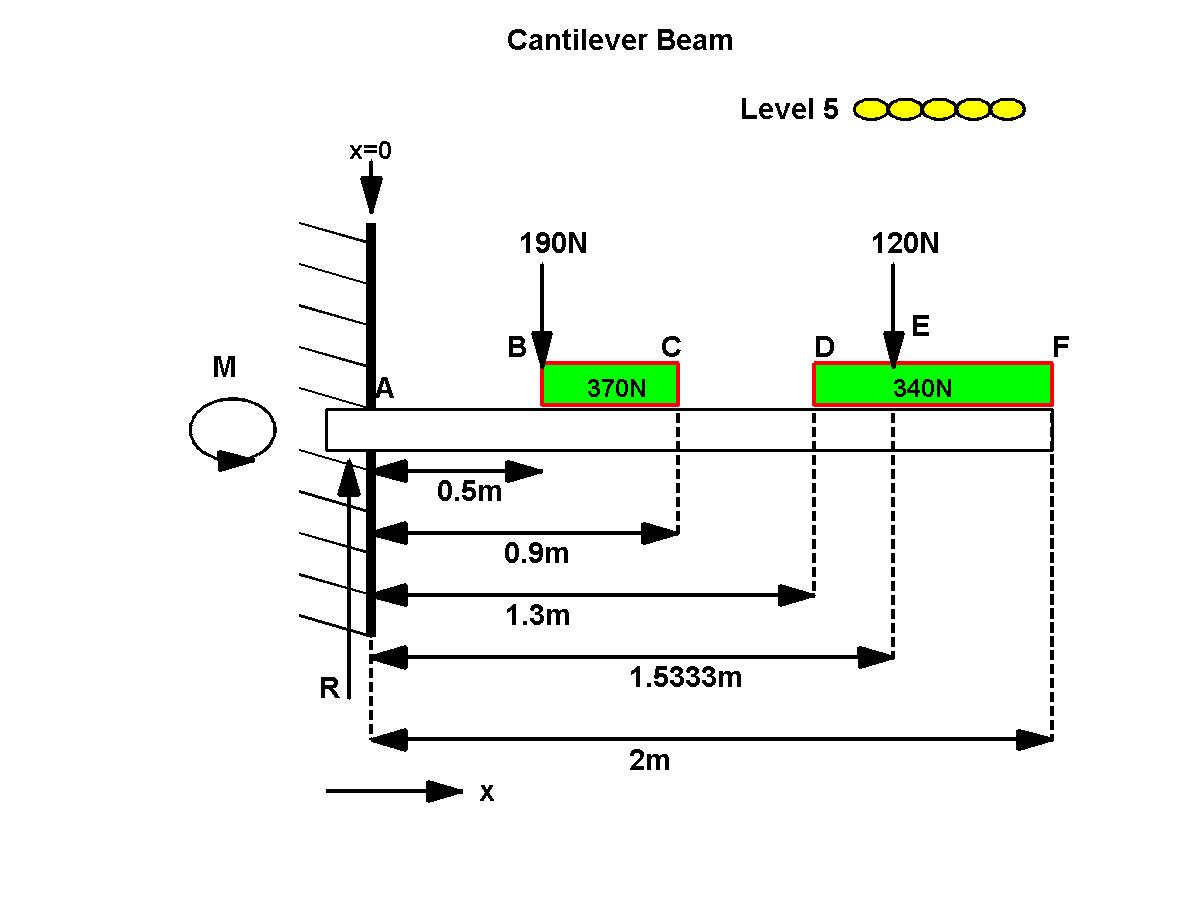 Cantilever Beam
Level 5
x=0
190N 120N
E
B C D F
M
A 370N 340N
0.5m
0.9m
1.3m
1.5333m
R
2m
x